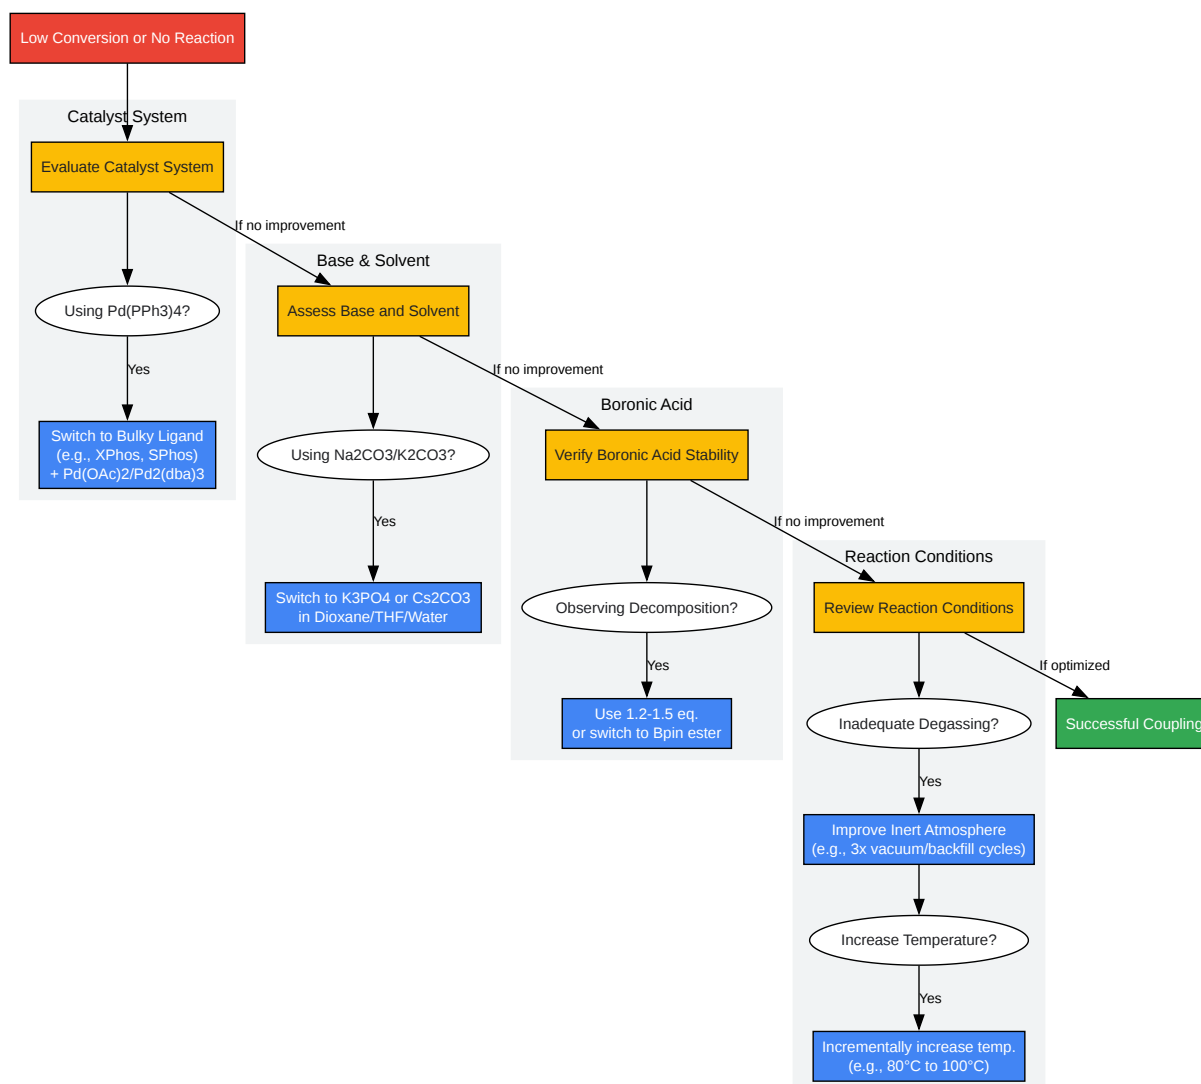 Low Conversion or No Reaction
Catalyst System
Evaluate Catalyst System
If no improvement
Base & Solvent
Using Pd(PPh3)4?
Assess Base and Solvent
Yes
If no improvement
Boronic Acid
Switch to Bulky Ligand
(e.g., XPhos, SPhos)
+ Pd(OAc)2/Pd2(dba)3
Using Na2CO3/K2CO3?
Verify Boronic Acid Stability
Yes
If no improvement
Reaction Conditions
Switch to K3PO4 or Cs2CO3
in Dioxane/THF/Water
Observing Decomposition?
Review Reaction Conditions
Yes
If optimized
Use 1.2-1.5 eq.
or switch to Bpin ester
Inadequate Degassing?
Successful Coupling
Yes
Improve Inert Atmosphere
(e.g., 3x vacuum/backfill cycles)
Increase Temperature?
Yes
Incrementally increase temp.
(e.g., 80°C to 100°C)